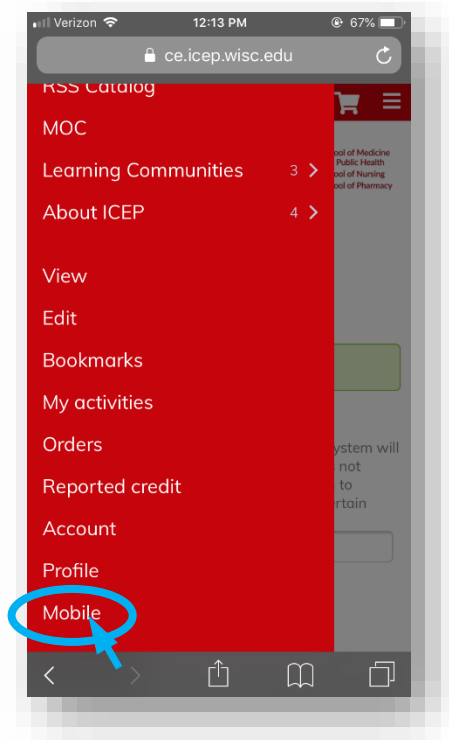 Verizon 12:13 PM 67%
ce.icep.wisc.edu
RSS Catalog
MOC
Learning Communities 3
About ICEP 4
View
Edit
Bookmarks
My activities
Orders
Reported credit
Account
Profile
Mobile
ool of Medicine
Public Health
ool of Nursing
ool of Pharmacy
ystem will
not
to
rtain